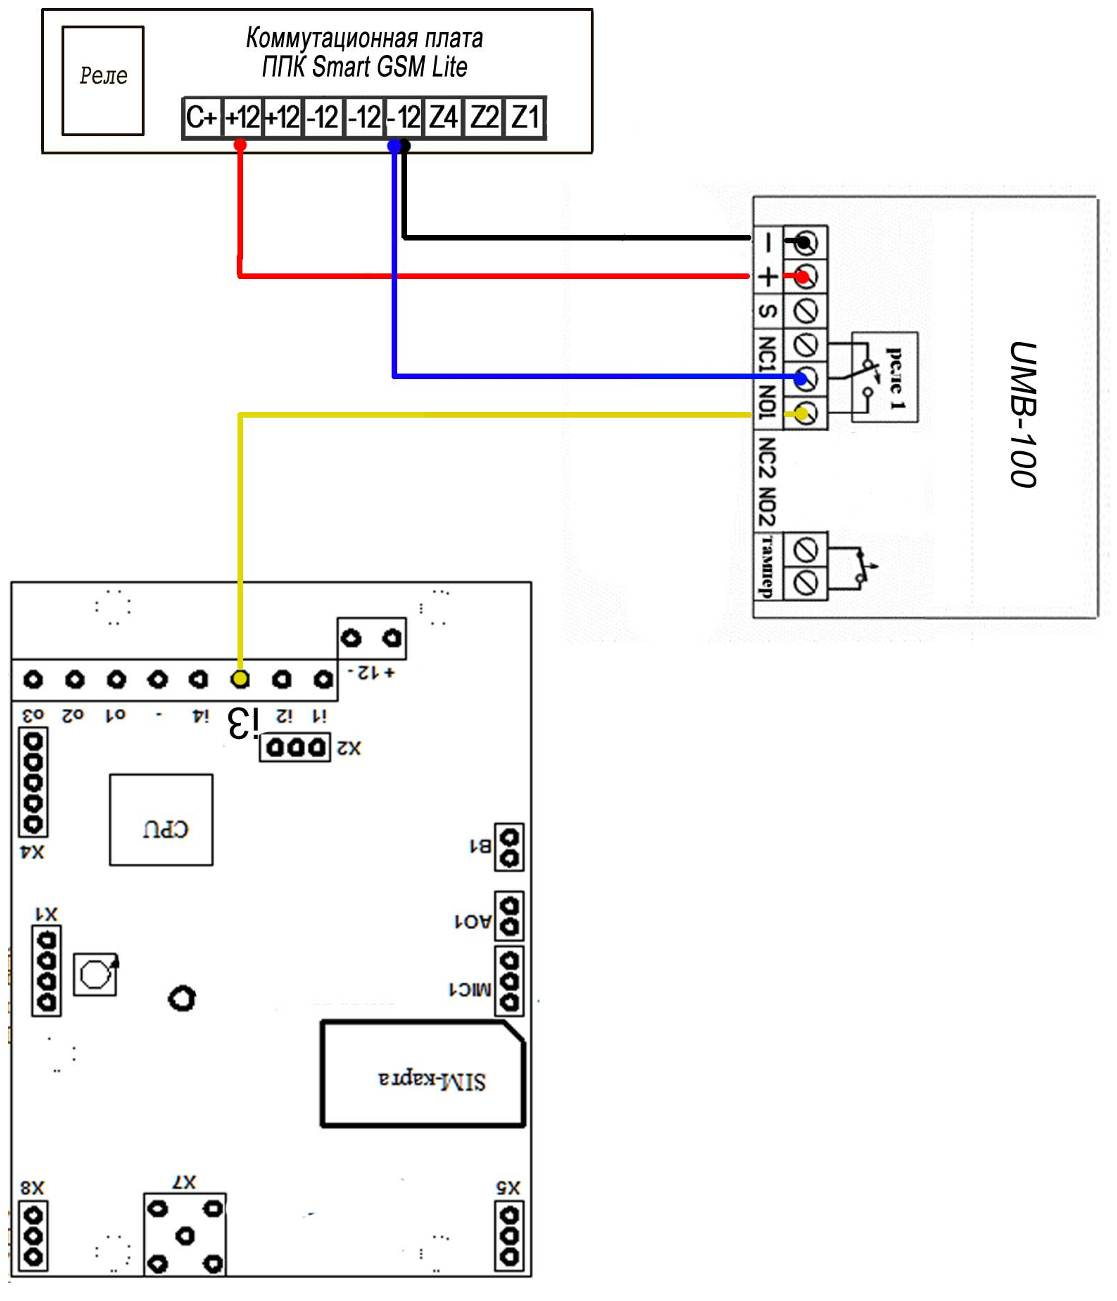 Коммутационная плата
ППК Smart GSM Lite
Реле
C+ +12 +12 -12 -12 -12 Z4 Z2 Z1
−
+
S
NC1
NO1
NC2
NO2
тампер
реле 1
UMB-100
+12-
o3 o2 o1 - i4 i3 i2 i1
X2
CPU
X4
B1
X1
AO1
MIC1
SIM-карта
X8
X7
X5